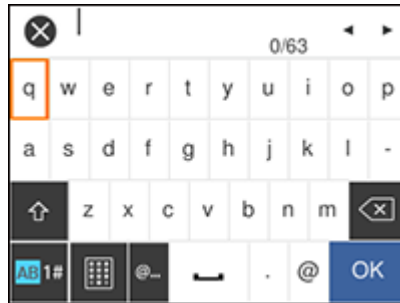 0/63
q w e r t y u i o p
a s d f g h j k l -
z x c v b n m
AB 1# @... . @ OK